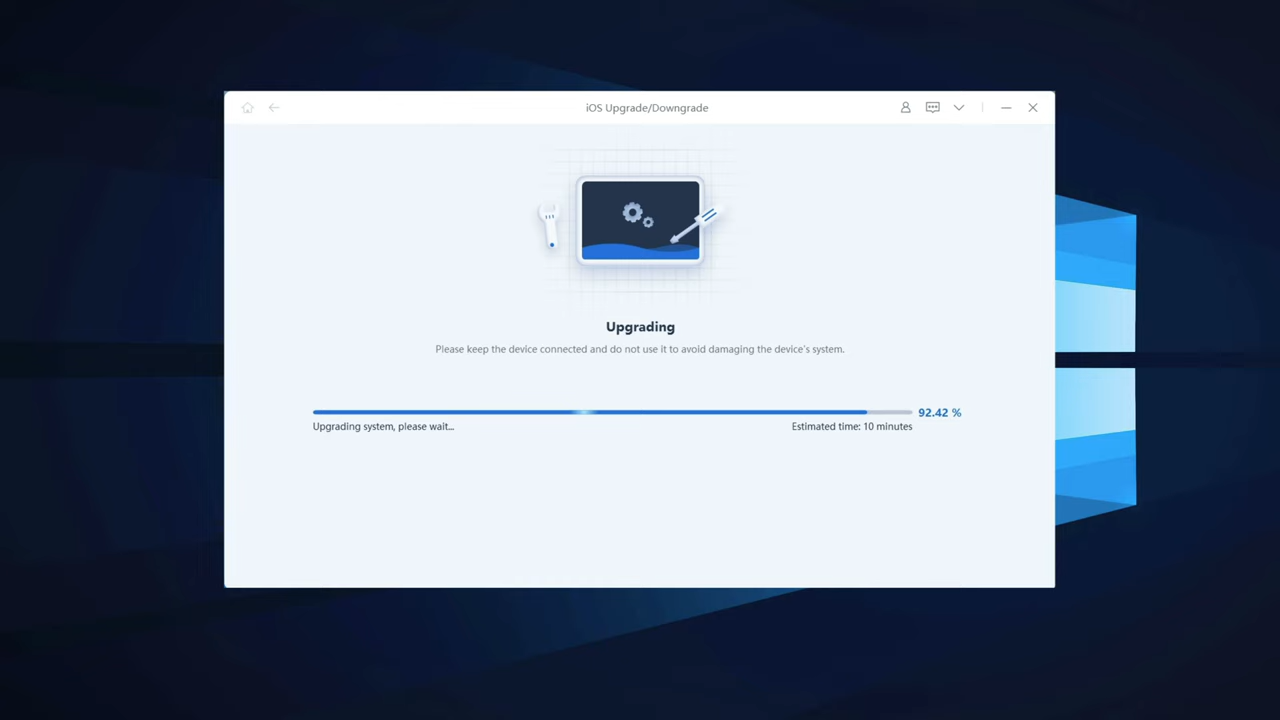 iOS Upgrade/Downgrade
Upgrading
Please keep the device connected and do not use it to avoid damaging the device's system.
92.42 %
Upgrading system, please wait...
Estimated time: 10 minutes